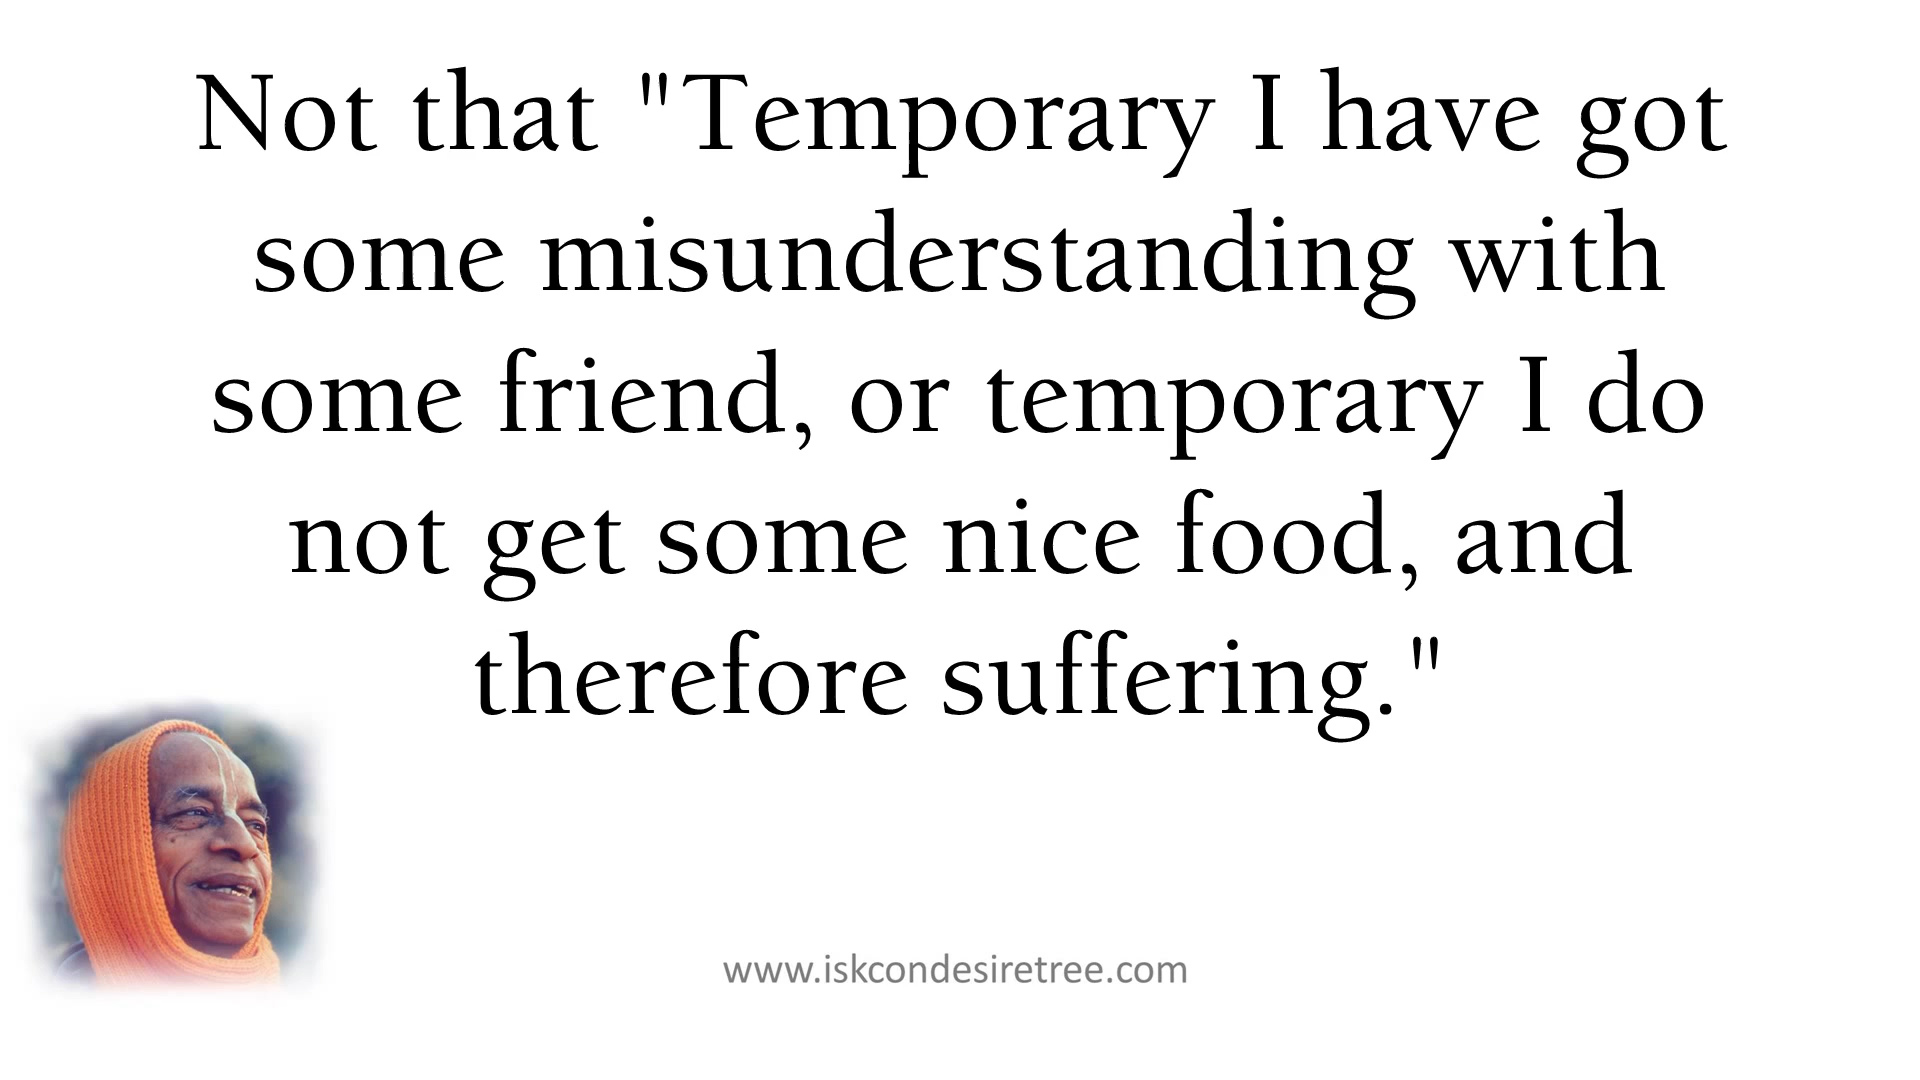 Not that "Temporary I have got
some misunderstanding with
some friend, or temporary I do
not get some nice food, and
therefore suffering."
www.iskcondesiretree.com